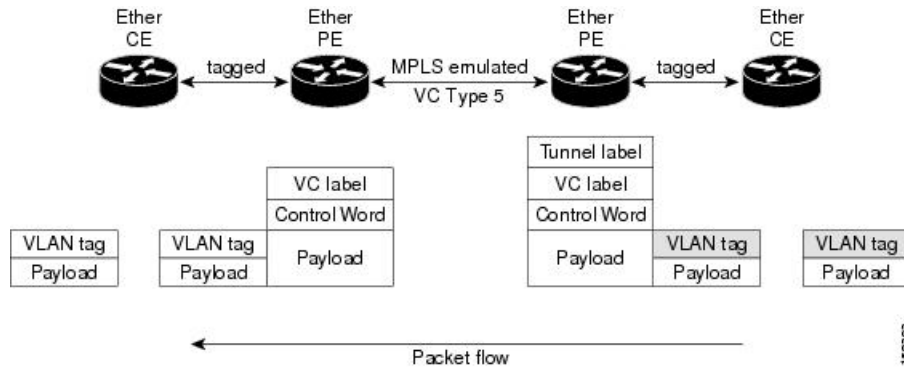 Ether CE
Ether PE
Ether PE
Ether CE
tagged
MPLS emulated
VC Type 5
tagged
Tunnel label
VC label
VC label
Control Word
Control Word
VLAN tag
VLAN tag
Payload
Payload
VLAN tag
VLAN tag
Payload
Payload
Payload
Payload
Packet flow